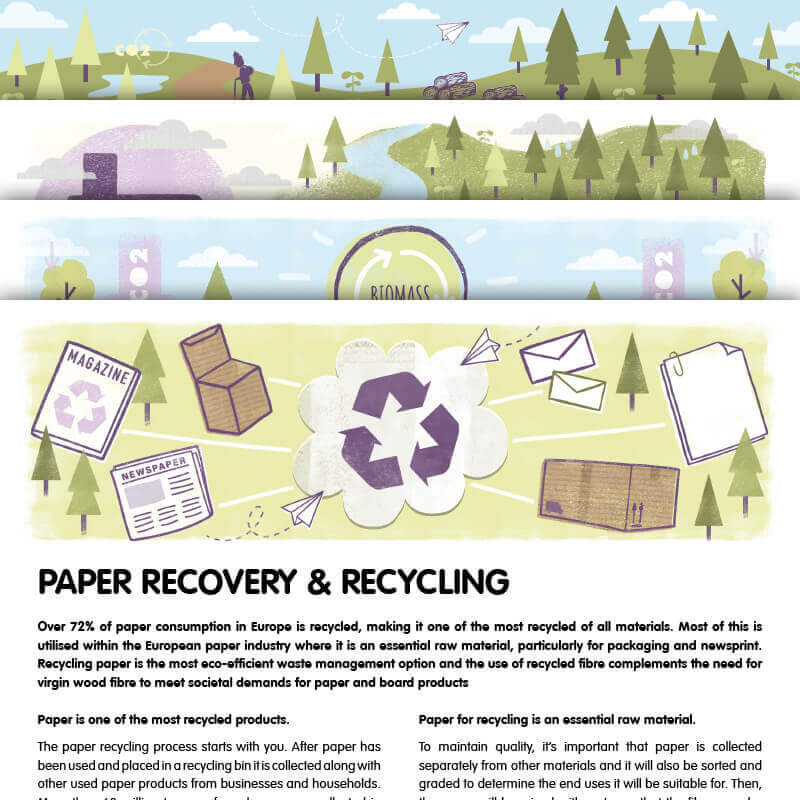 CO2
CO2
BIOMASS
CO2
MAGAZINE
NEWSPAPER
PAPER RECOVERY & RECYCLING
Over 72% of paper consumption in Europe is recycled, making it one of the most recycled of all materials. Most of this is
utilised within the European paper industry where it is an essential raw material, particularly for packaging and newsprint.
Recycling paper is the most eco-efficient waste management option and the use of recycled fibre complements the need for
virgin wood fibre to meet societal demands for paper and board products
Paper is one of the most recycled products.
The paper recycling process starts with you. After paper has
been used and placed in a recycling bin it is collected along with
other used paper products from businesses and households.
Paper for recycling is an essential raw material.
To maintain quality, it's important that paper is collected
separately from other materials and it will also be sorted and
graded to determine the end uses it will be suitable for. Then,